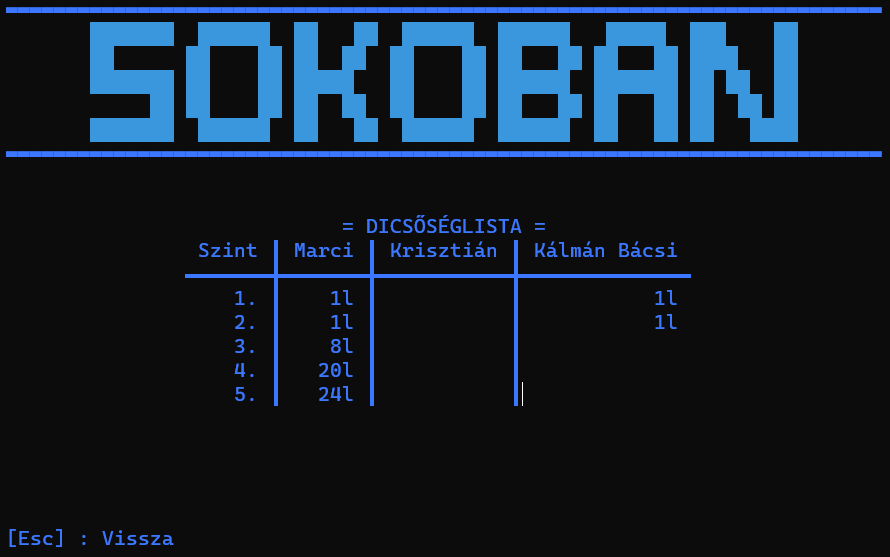 SOKOBAN
= DICSŐSÉGLISTA =
Szint Marci Krisztián Kálmán Bácsi
1. 1l 1l
2. 1l 1l
3. 8l
4. 20l
5. 24l
[Esc] : Vissza